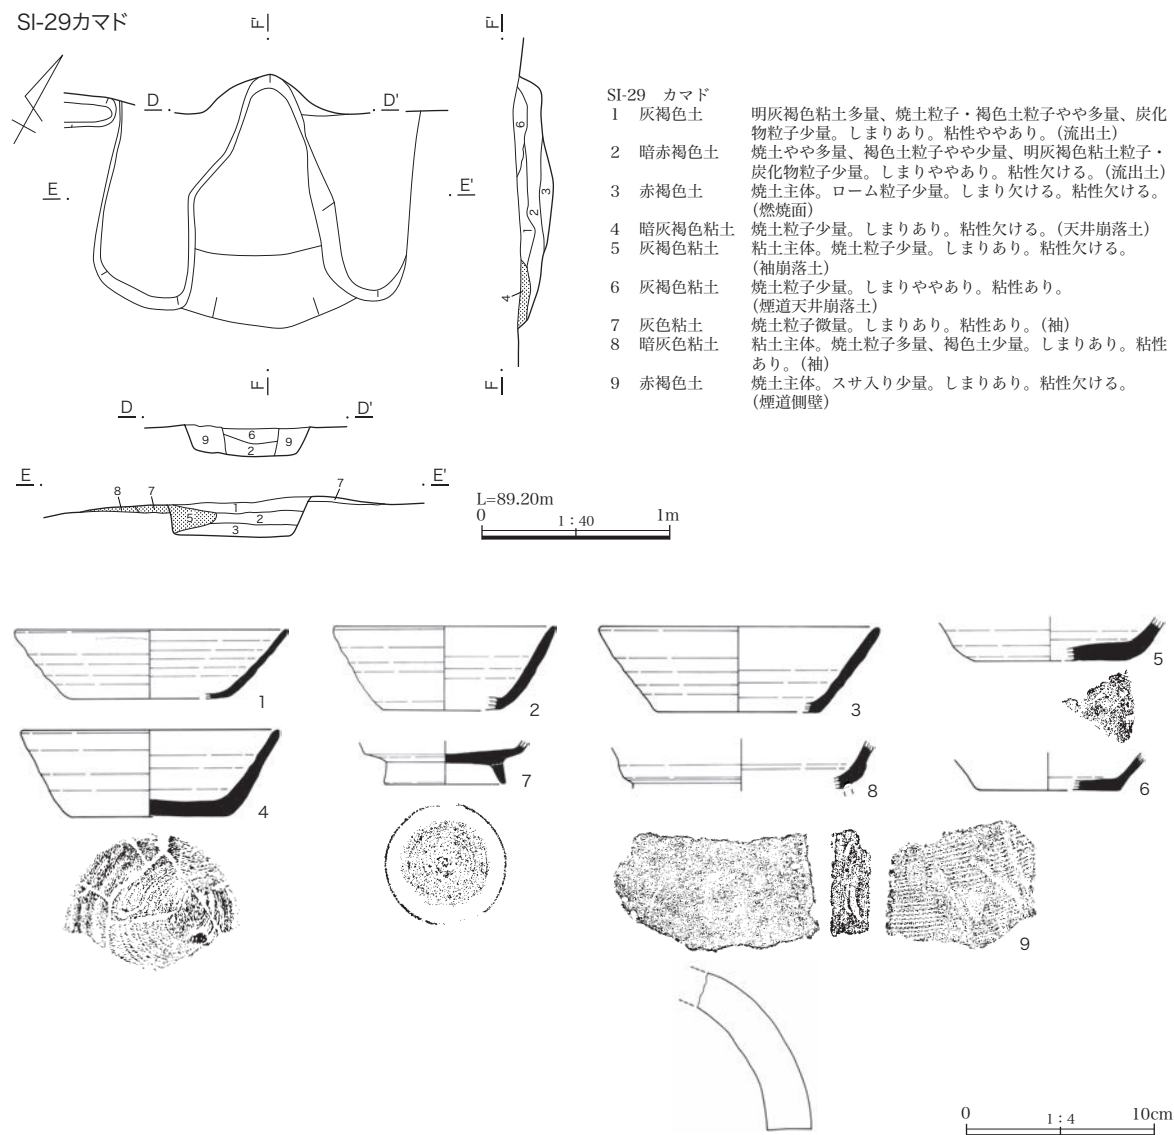 SI-29カマド
F'
F'
D
D'
E
E'
6
3
2
1
4
F
F
SI-29 カマド
1 灰褐色土 明灰褐色粘土多量、焼土粒子・褐色土粒子やや多量、炭化
物粒子少量。しまりあり。粘性ややあり。（流出土）
2 暗赤褐色土 焼土やや多量、褐色土粒子やや少量、明灰褐色粘土粒子・
炭化物粒子少量。しまりややあり。粘性欠ける。（流出土）
3 赤褐色土 焼土主体。ローム粒子少量。しまり欠ける。粘性欠ける。
（燃焼面）
4 暗灰褐色粘土 焼土粒子少量。しまりあり。粘性欠ける。（天井崩落土）
5 灰褐色粘土 粘土主体。焼土粒子少量。しまりあり。粘性欠ける。
（袖崩落土）
6 灰褐色粘土 焼土粒子少量。しまりややあり。粘性あり。
（煙道天井崩落土）
7 灰色粘土 焼土粒子微量。しまりあり。粘性あり。（袖）
8 暗灰色粘土 粘土主体。焼土粒子多量、褐色土少量。しまりあり。粘性
あり。（袖）
9 赤褐色土 焼土主体。スサ入り少量。しまりあり。粘性欠ける。
（煙道側壁）
D
D'
9 6 9
2
E
E'
8 7 7
1
5 2
3
L=89.20m
0 1：40 1m
1
2
3
5
4
7
8
6
9
0 1：4 10cm